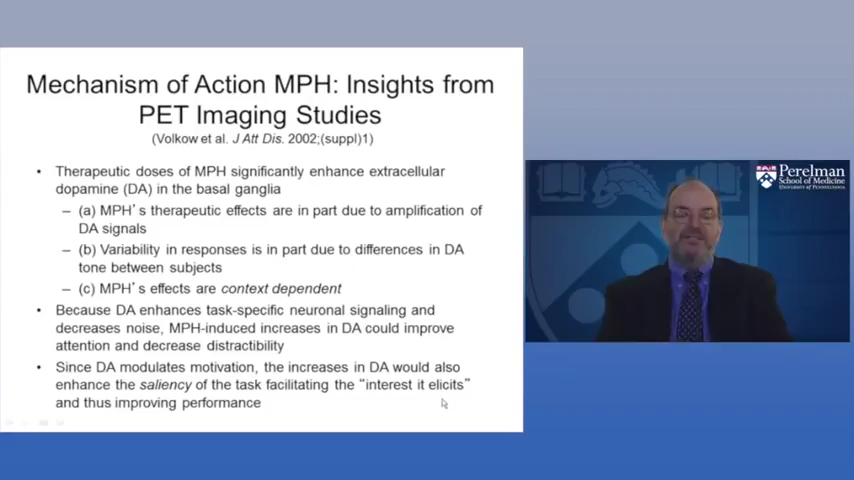 Mechanism of Action MPH: Insights from
PET Imaging Studies
(Volkow et al. J Att Dis. 2002;(suppl)1)
• Therapeutic doses of MPH significantly enhance extracellular
dopamine (DA) in the basal ganglia
– (a) MPH's therapeutic effects are in part due to amplification of
DA signals
– (b) Variability in responses is in part due to differences in DA
tone between subjects
– (c) MPH's effects are context dependent
• Because DA enhances task-specific neuronal signaling and
decreases noise, MPH-induced increases in DA could improve
attention and decrease distractibility
• Since DA modulates motivation, the increases in DA would also
enhance the saliency of the task facilitating the “interest it elicits”
and thus improving performance
Perelman
School of Medicine
University of Pennsylvania